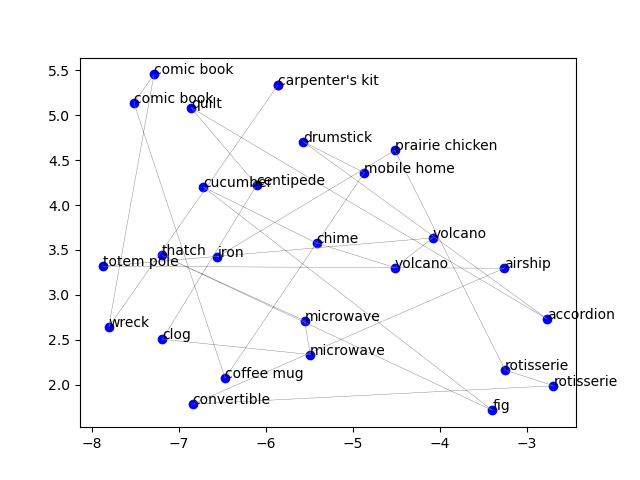 comic book
carpenter's kit
comic book
quilt
drumstick
prairie chicken
mobile home
cucumber
centipede
chime
volcano
thatch
iron
totem pole
volcano
airship
wreck
microwave
accordion
clog
microwave
coffee mug
rotisserie
rotisserie
convertible
fig
5.5
5.0
4.5
4.0
3.5
3.0
2.5
2.0
−8
−7
−6
−5
−4
−3